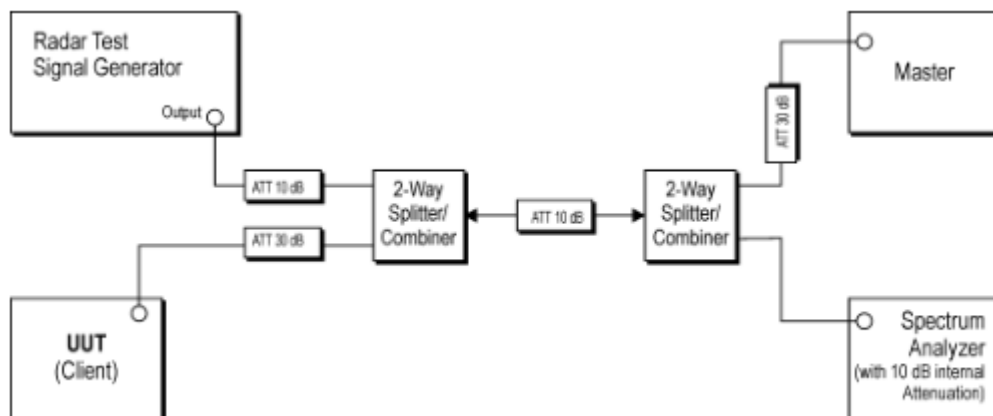 Radar Test
Signal Generator
Output
Master
ATT 30 dB
ATT 10 dB
2-Way
Splitter/
Combiner
ATT 10 dB
2-Way
Splitter/
Combiner
ATT 30 dB
UUT
(Client)
Spectrum
Analyzer
(with 10 dB internal
Attenuation)